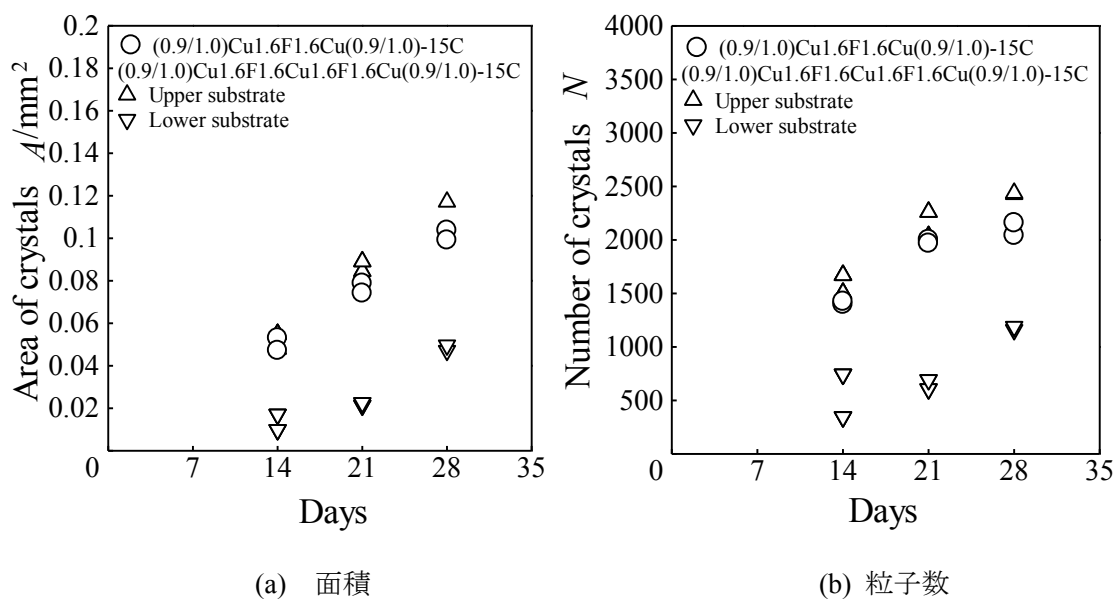 0.2
0.18
0.16
0.14
0.12
0.1
0.08
0.06
0.04
0.02
0
7
14
21
28
35
Area of crystals A/mm²
Days
(0.9/1.0)Cu1.6F1.6Cu(0.9/1.0)-15C
(0.9/1.0)Cu1.6F1.6Cu1.6F1.6Cu(0.9/1.0)-15C
Upper substrate
Lower substrate
(a) 面積
4000
3500
3000
2500
2000
1500
1000
500
0
7
14
21
28
35
Number of crystals N
Days
(0.9/1.0)Cu1.6F1.6Cu(0.9/1.0)-15C
(0.9/1.0)Cu1.6F1.6Cu1.6F1.6Cu(0.9/1.0)-15C
Upper substrate
Lower substrate
(b) 粒子数